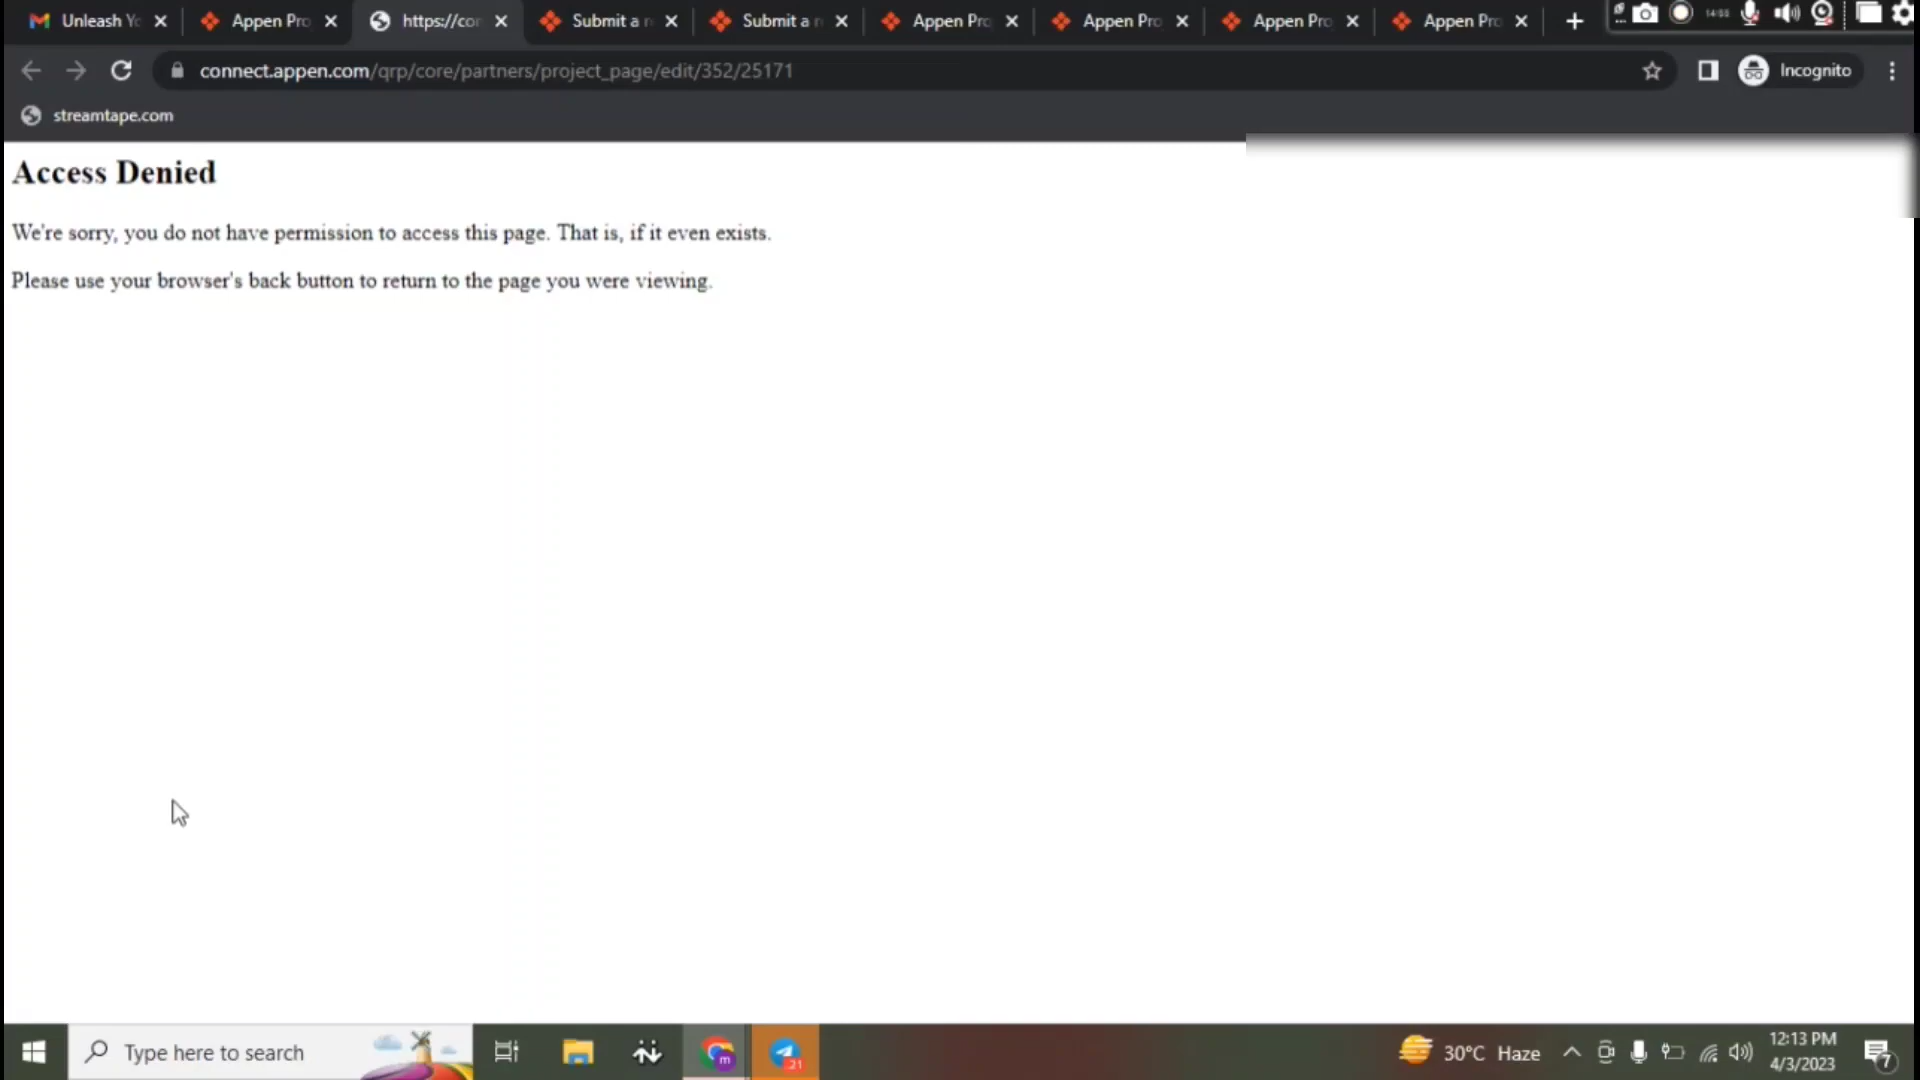 Unleash Yo
Appen Pro
https://con
Submit a r
Submit a r
Appen Pro
Appen Pro
Appen Pro
Appen Pro
connect.appen.com/qrp/core/partners/project_page/edit/352/25171
Incognito
streamtape.com
Access Denied
We're sorry, you do not have permission to access this page. That is, if it even exists.
Please use your browser's back button to return to the page you were viewing.
Type here to search
m
21
30°C Haze
12:13 PM
4/3/2023
7